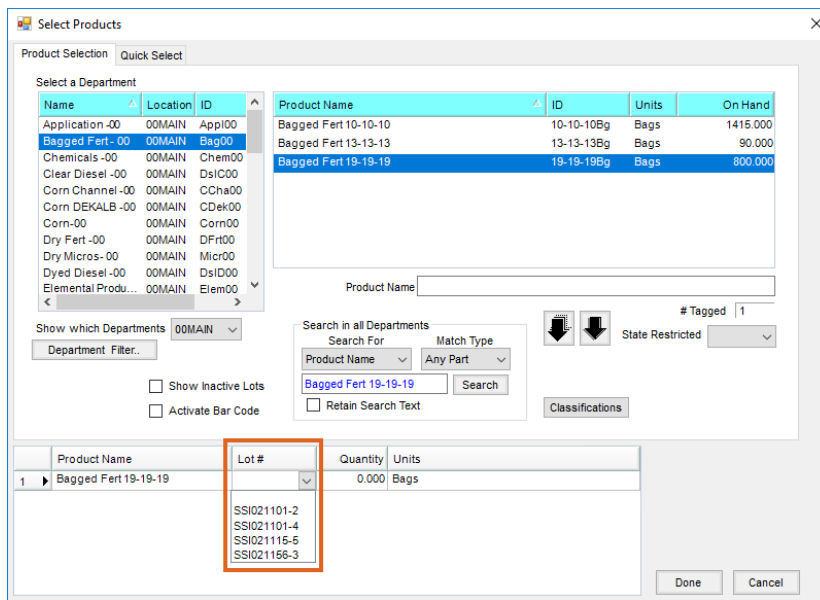 Select Products
Product Selection Quick Select
Select a Department
Name Location ID
Application -00 00MAIN Appl00
Bagged Fert- 00 00MAIN Bag00
Chemicals -00 00MAIN Chem00
Clear Diesel -00 00MAIN DslC00
Corn Channel -00 00MAIN CCha00
Corn DEKALB -00 00MAIN CDek00
Corn-00 00MAIN Corn00
Dry Fert -00 00MAIN DFrt00
Dry Micros- 00 00MAIN Micr00
Dyed Diesel -00 00MAIN DslD00
Elemental Produ... 00MAIN Elem00
Product Name ID Units On Hand
Bagged Fert 10-10-10 10-10-10Bg Bags 1415.000
Bagged Fert 13-13-13 13-13-13Bg Bags 90.000
Bagged Fert 19-19-19 19-19-19Bg Bags 800.000
Product Name
# Tagged 1
Show which Departments 00MAIN
Department Filter..
Show Inactive Lots
Activate Bar Code
Search in all Departments
Search For Match Type
Product Name Any Part
Bagged Fert 19-19-19 Search
Retain Search Text
State Restricted
Classifications
Product Name Lot # Quantity Units
1 Bagged Fert 19-19-19 0.000 Bags
SSI021101-2
SSI021101-4
SSI021115-5
SSI021156-3
Done Cancel